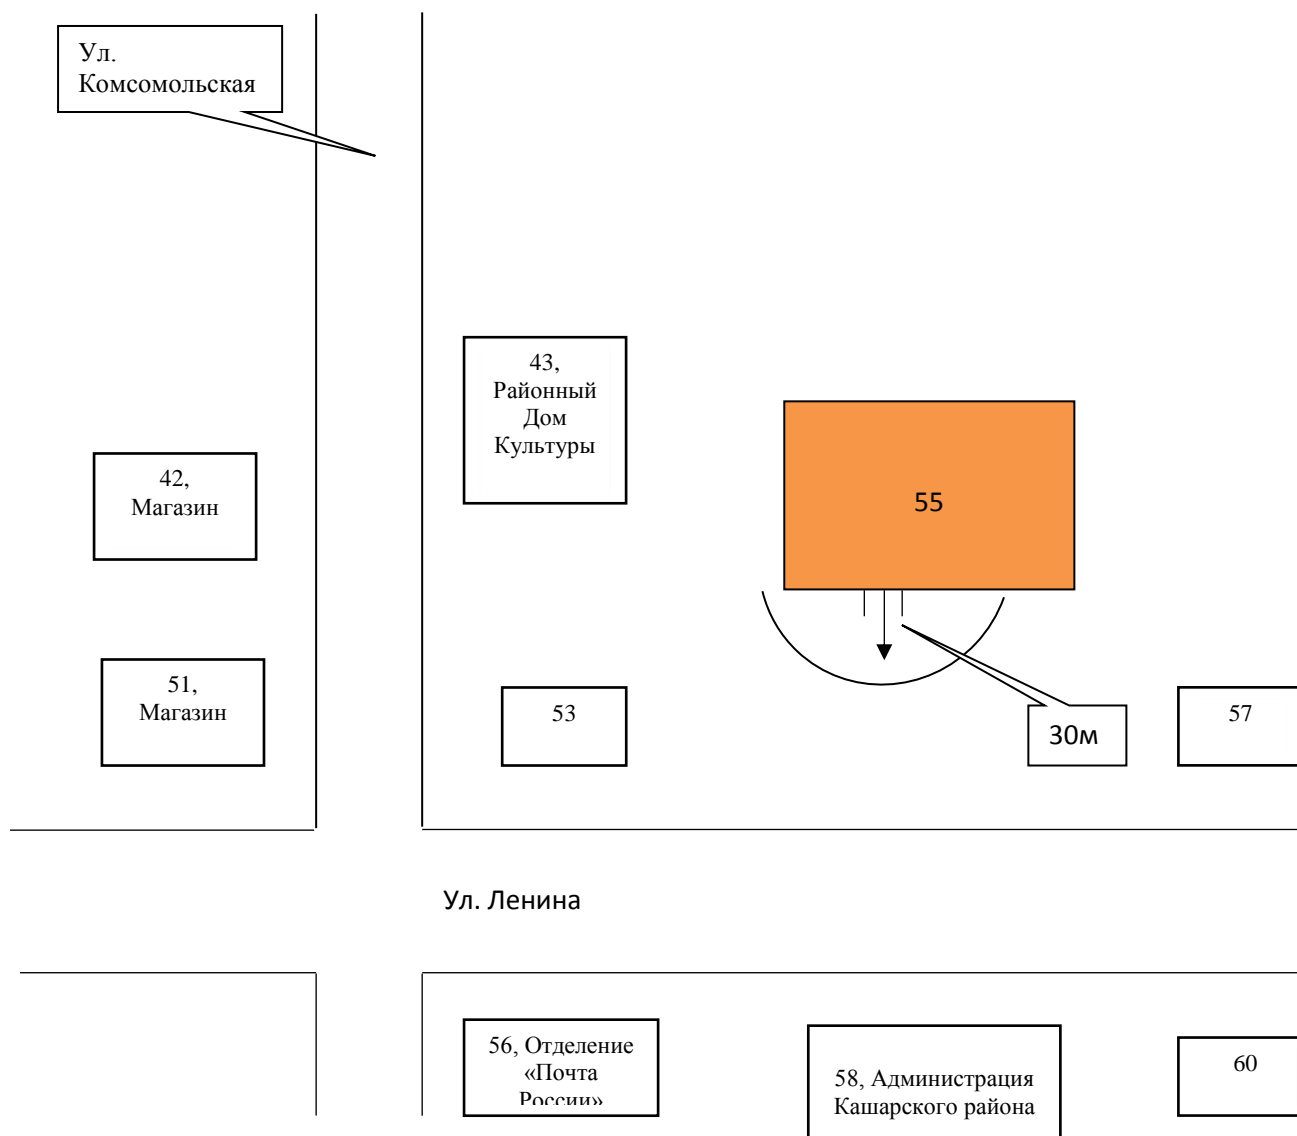 Ул.
Комсомольская
43,
Районный
Дом
Культуры
42,
Магазин
55
51,
Магазин
53
30м
57
Ул. Ленина
56, Отделение
«Почта
России»
58, Администрация
Кашарского района
60